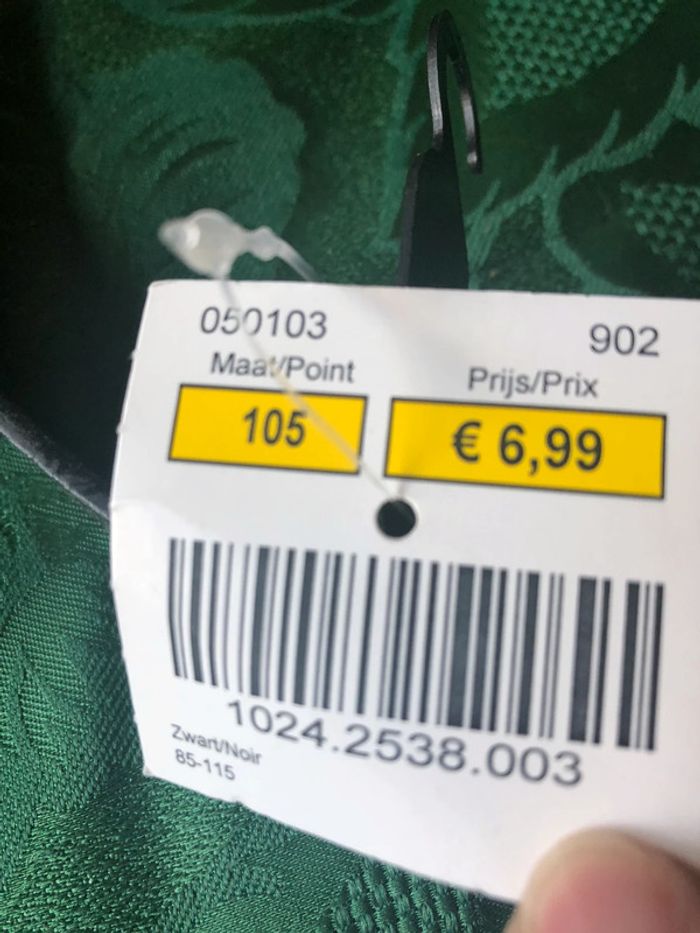 050103 902
Maat/Point Prijs/Prix
105 € 6,99
1024.2538.003
Zwart/Noir
85-115